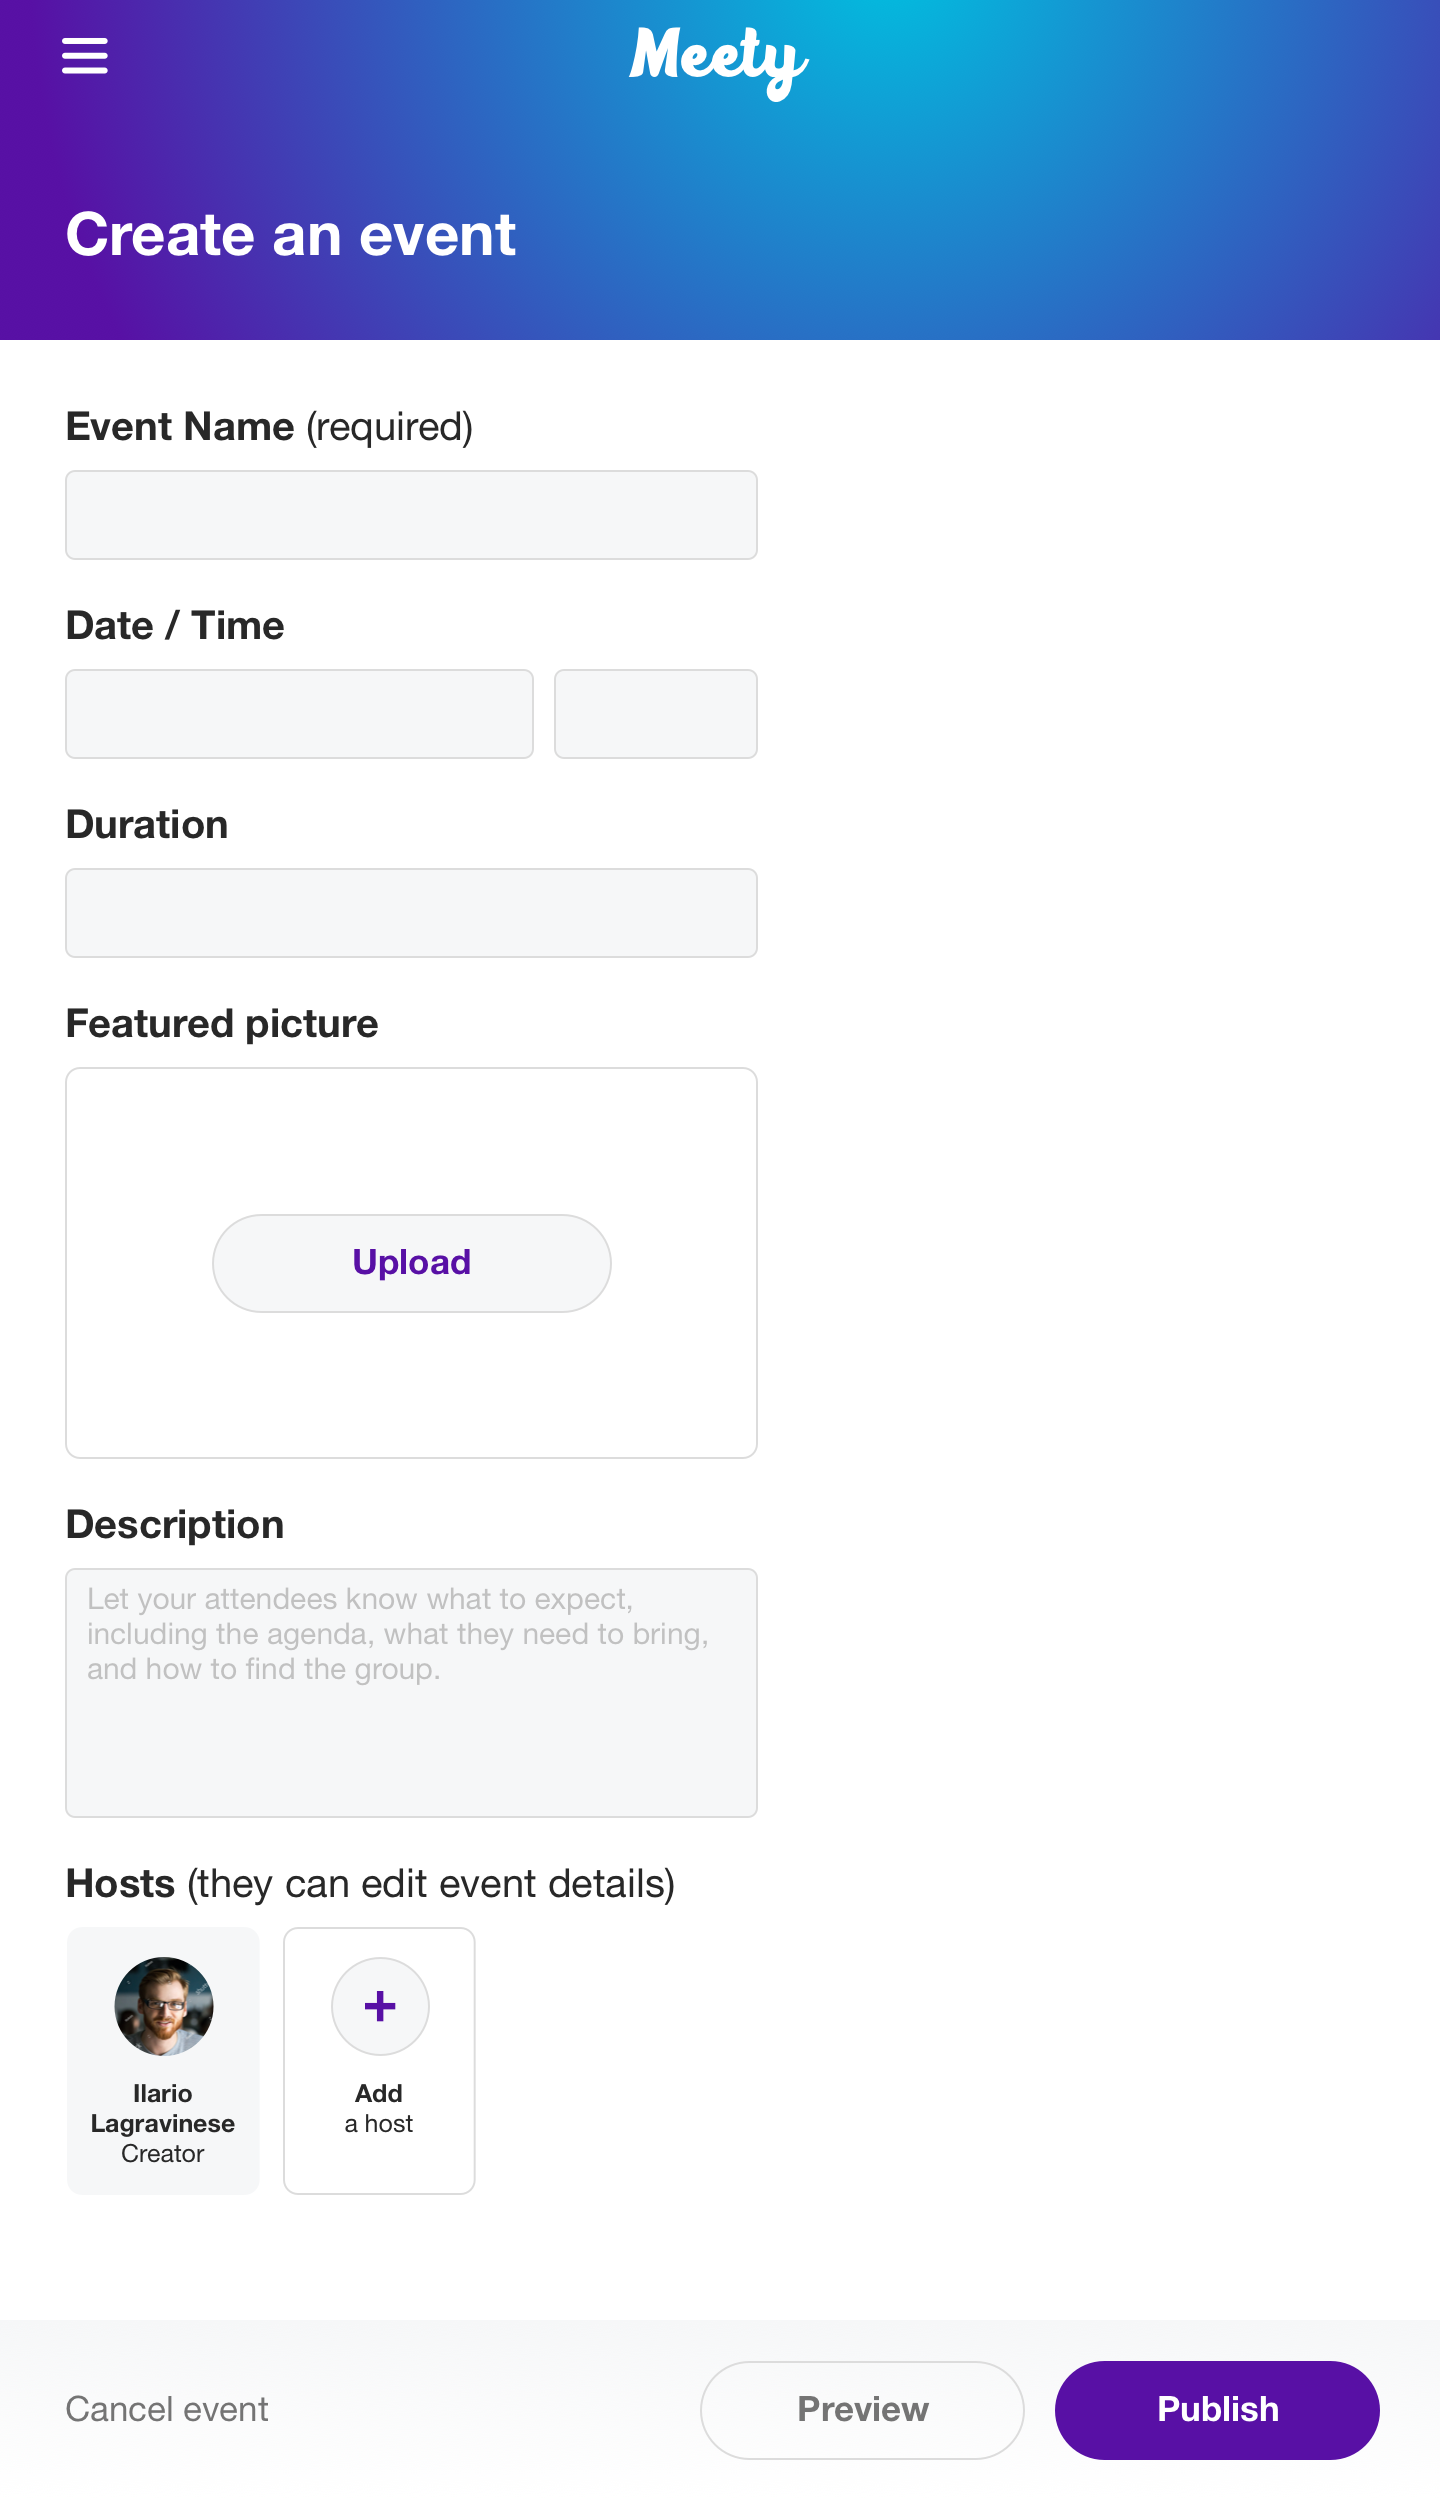 Meety
Create an event
Event Name (required)
Date / Time
Duration
Featured picture
Upload
Description
Let your attendees know what to expect,
including the agenda, what they need to bring,
and how to find the group.
Hosts (they can edit event details)
Ilario
Lagravinese
Creator
Add
a host
Cancel event
Preview
Publish